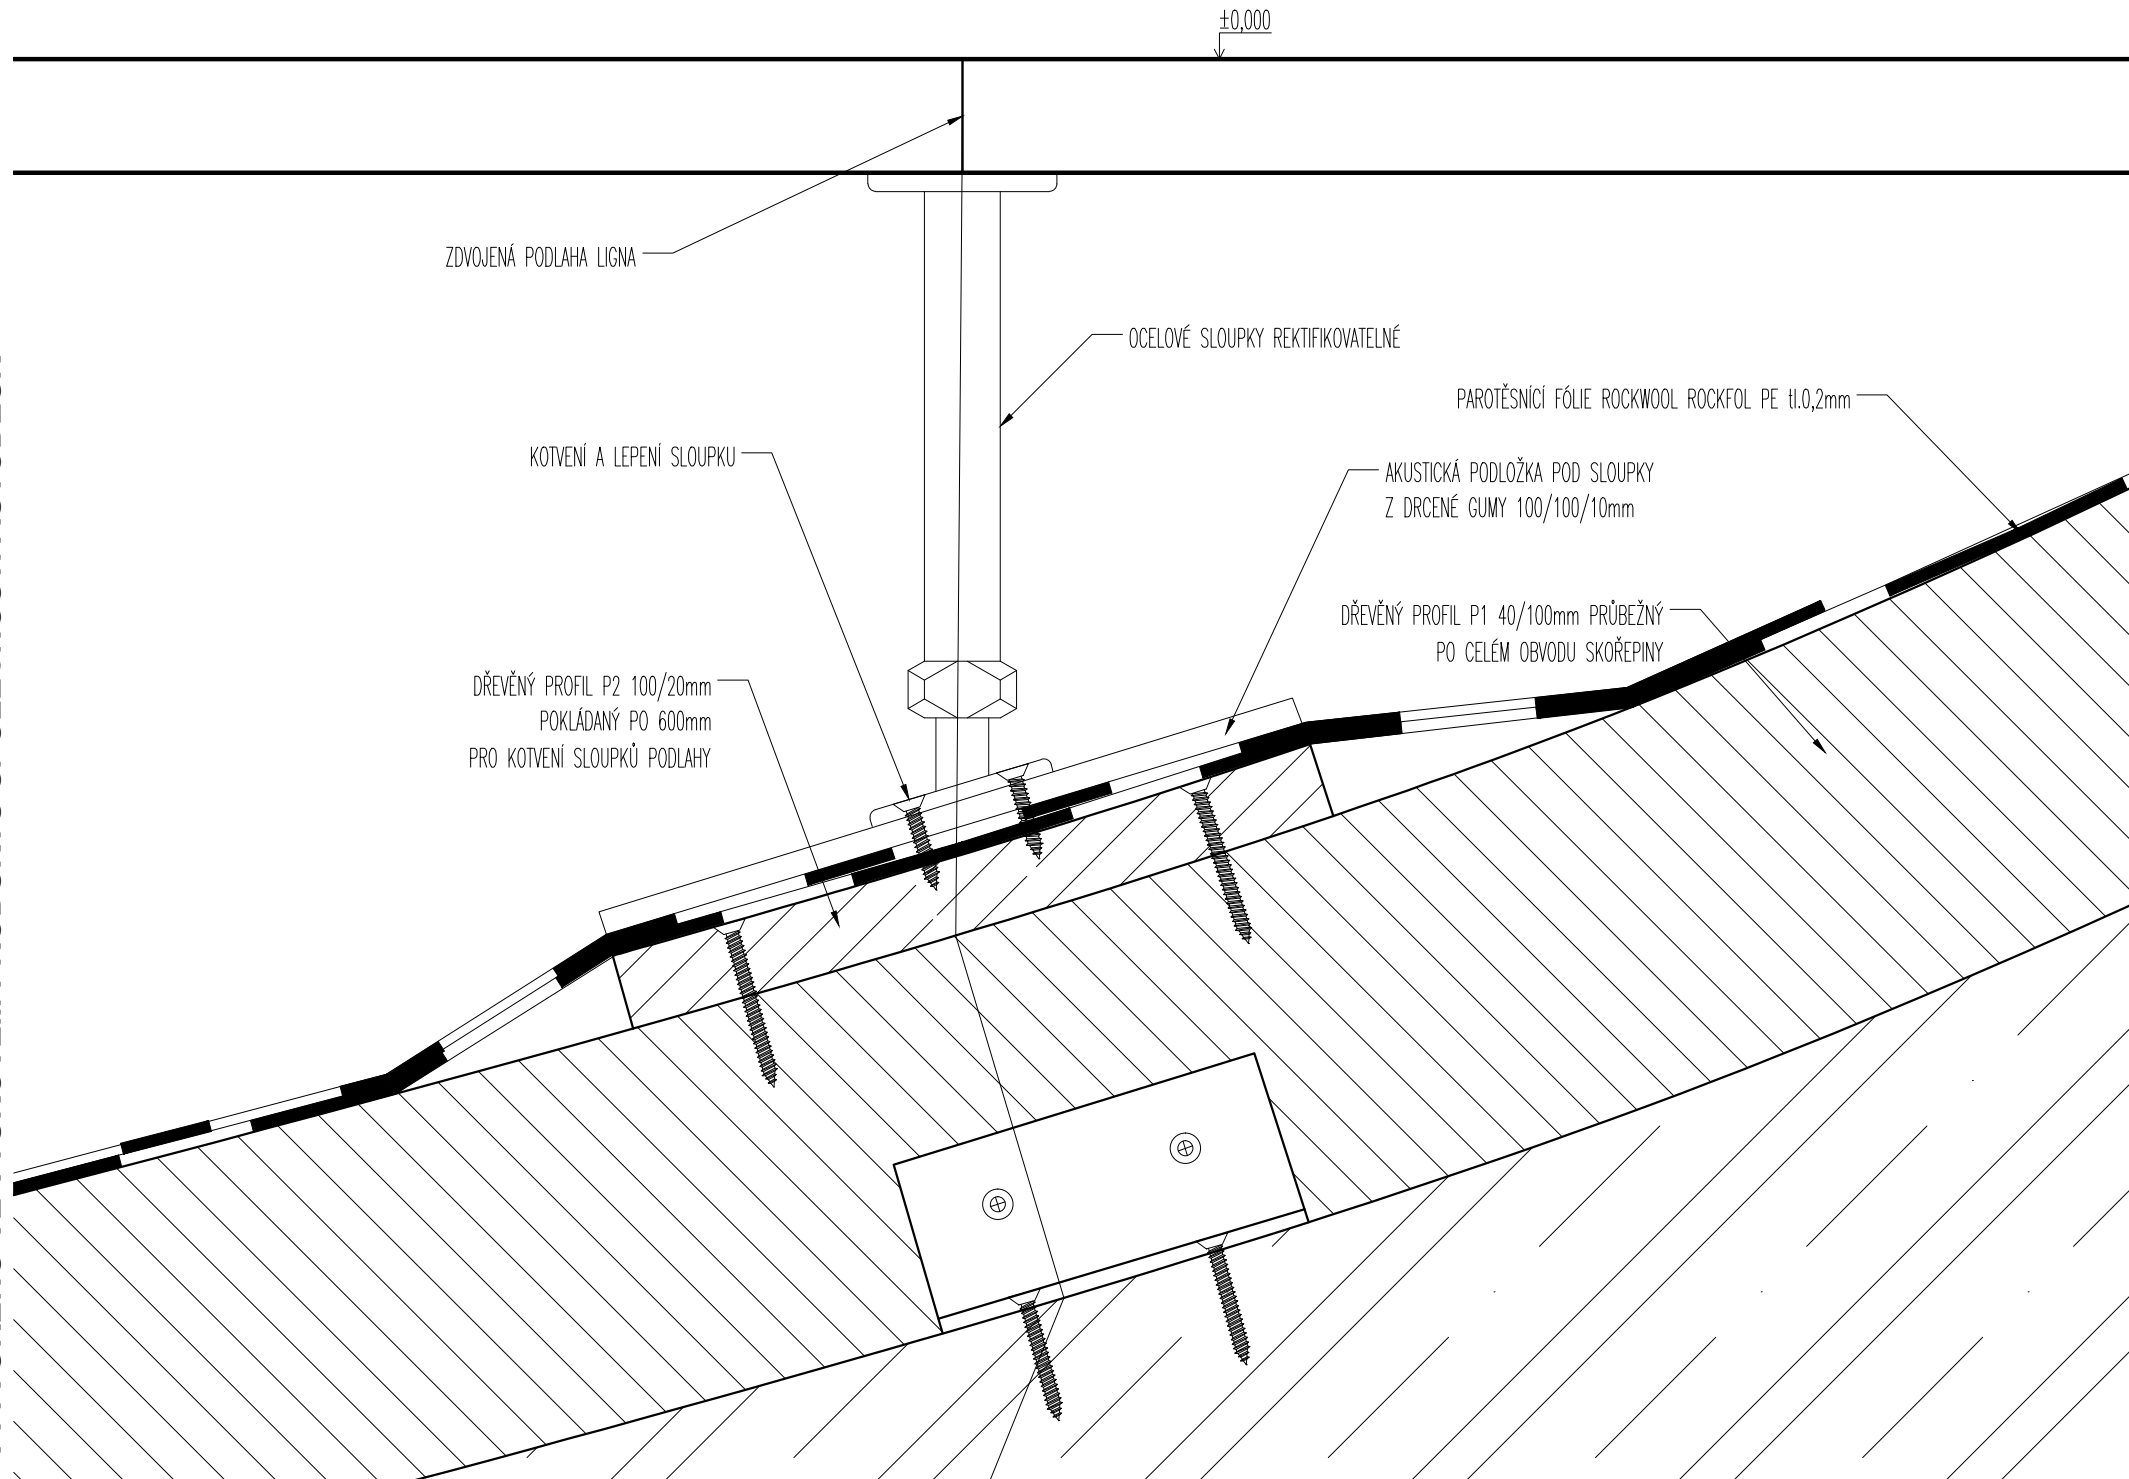 ±0,000
ZDVOJENÁ PODLAHA LIGNA
OCELOVÉ SLOUPKY REKTIFIKOVATELNÉ
PAROTĚSNÍCÍ FÓLIE ROCKWOOL ROCKFOL PE tl.0,2mm
KOTVENÍ A LEPENÍ SLOUPKU
AKUSTICKÁ PODLOŽKA POD SLOUPKY
Z DRCENÉ GUMY 100/100/10mm
DŘEVĚNÝ PROFIL P1 40/100mm PRŮBEŽNÝ
PO CELÉM OBVODU SKOŘEPINY
DŘEVĚNÝ PROFIL P2 100/20mm
POKLÁDANÝ PO 600mm
PRO KOTVENÍ SLOUPKŮ PODLAHY